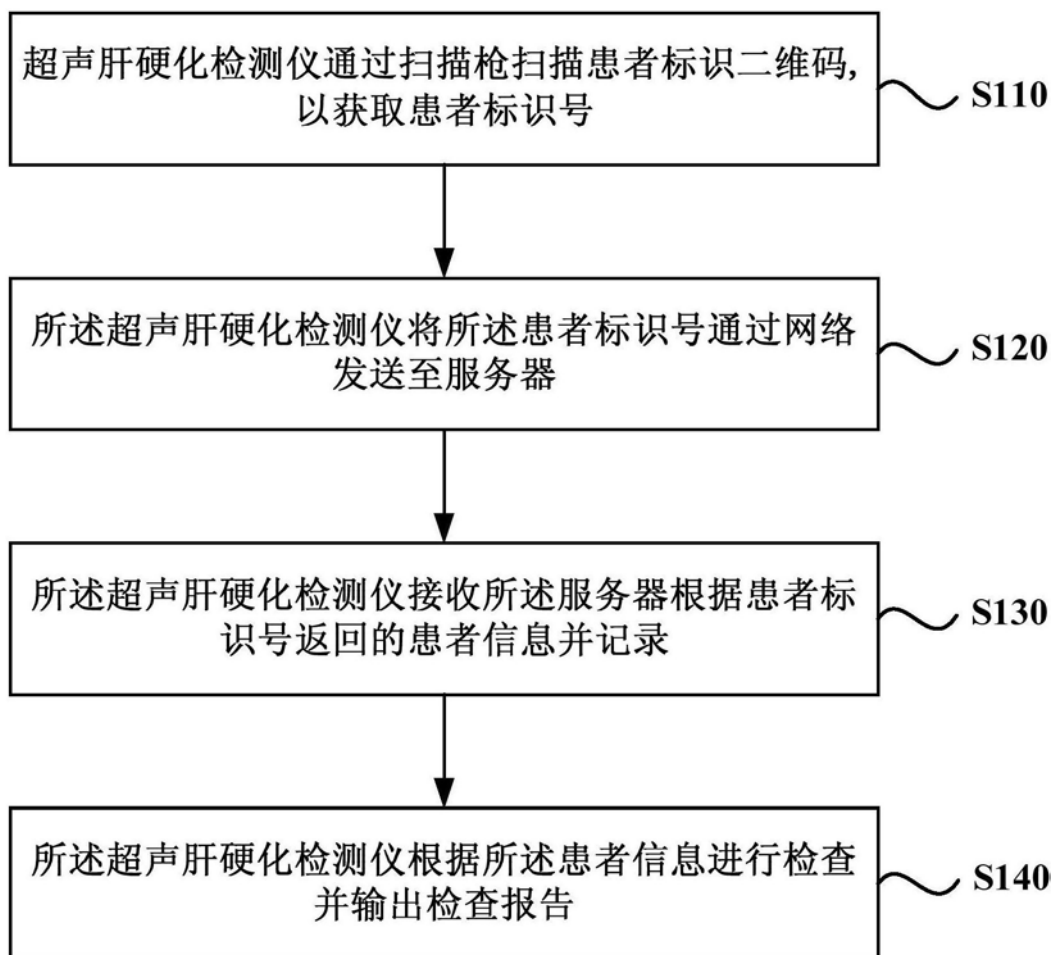 超声肝硬化检测仪通过扫描枪扫描患者标识二维码,
以获取患者标识号
S110
所述超声肝硬化检测仪将所述患者标识号通过网络
发送至服务器
S120
所述超声肝硬化检测仪接收所述服务器根据患者标
识号返回的患者信息并记录
S130
所述超声肝硬化检测仪根据所述患者信息进行检查
并输出检查报告
S140